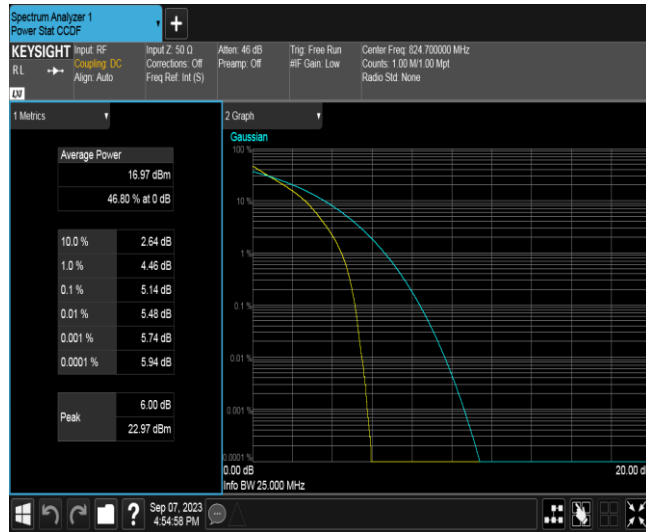 Spectrum Analyzer 1
Power Stat CCDF
+
KEYSIGHT
RL
LXI
Input: RF
Coupling: DC
Align: Auto
Input Z: 50 Ω
Corrections: Off
Freq Ref: Int (S)
Atten: 46 dB
Preamp: Off
Trig: Free Run
#IF Gain: Low
Center Freq: 824.700000 MHz
Counts: 1.00 M/1.00 Mpt
Radio Std: None
1 Metrics
Average Power
16.97 dBm
46.80 % at 0 dB
10.0 % 2.64 dB
1.0 % 4.46 dB
0.1 % 5.14 dB
0.01 % 5.48 dB
0.001 % 5.74 dB
0.0001 % 5.94 dB
Peak
6.00 dB
22.97 dBm
2 Graph
Gaussian
100 %
10 %
1 %
0.1 %
0.01 %
0.001 %
0.0001 %
0.00 dB
20.00 d
Info BW 25.000 MHz
?
Sep 07, 2023
4:54:58 PM